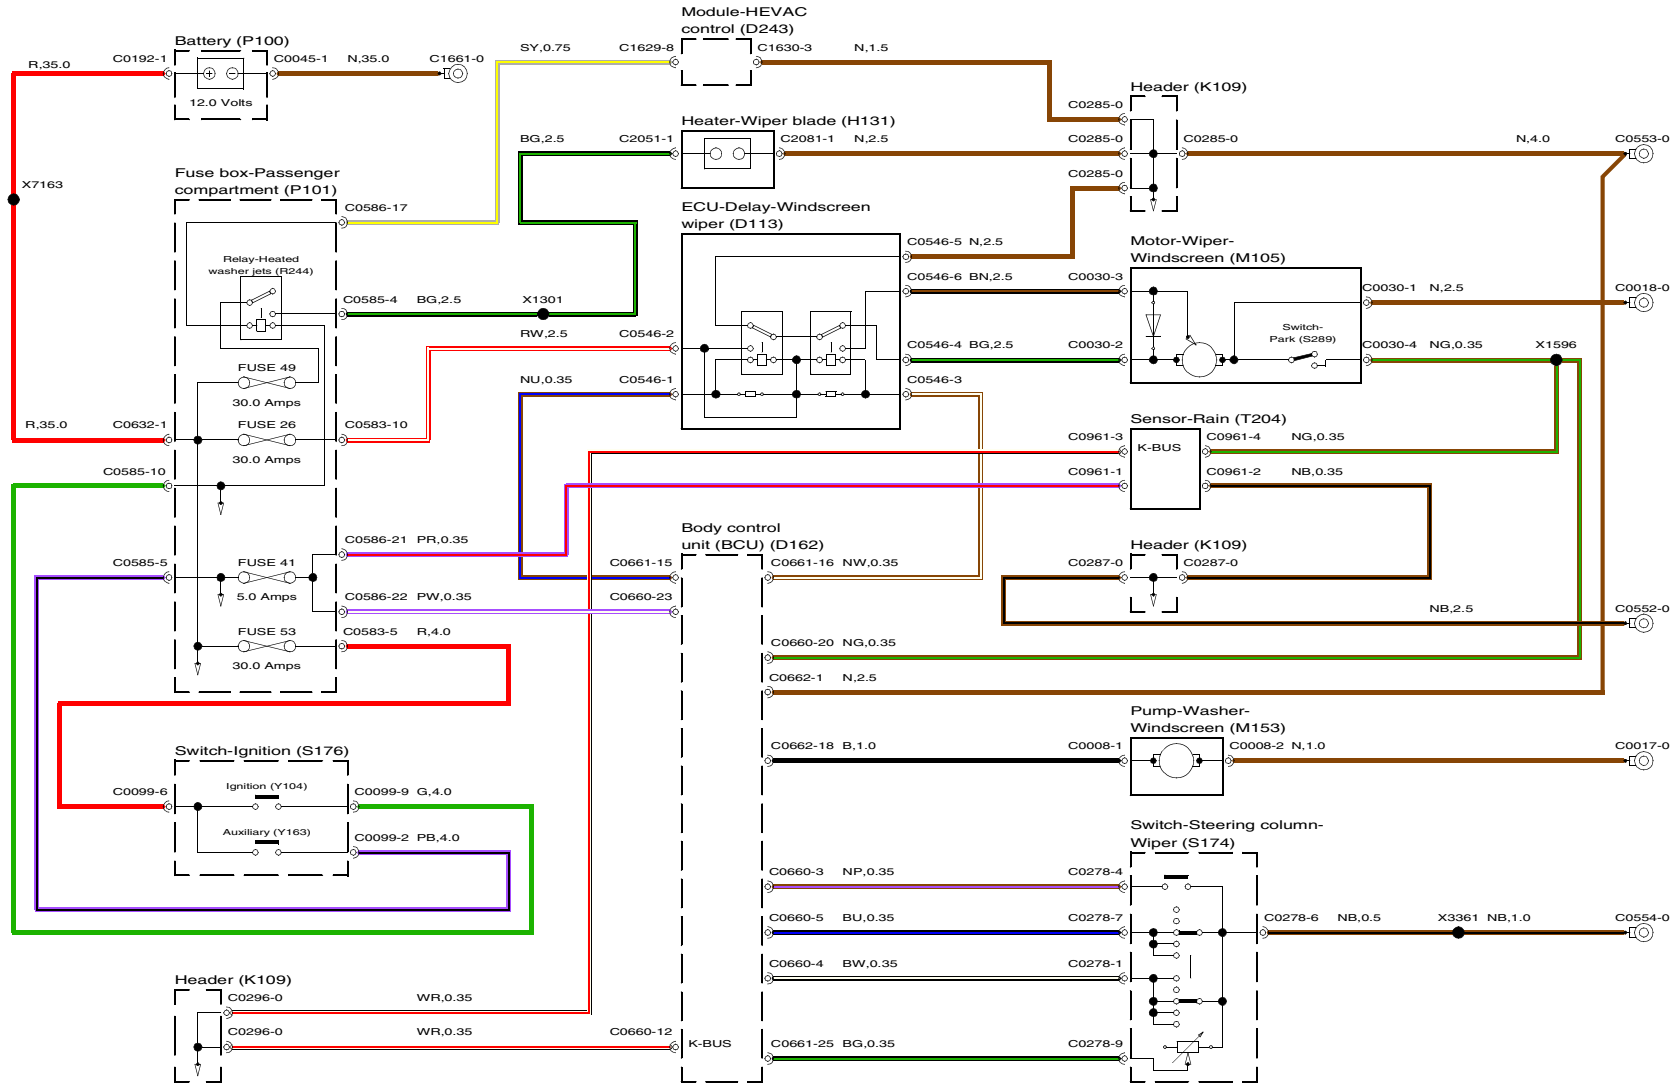 Module-HEVAC
control (D243)
Battery (P100)
SY,0.75
C1629-8
C1630-3
N,1.5
R,35.0
C0192-1
C0045-1
N,35.0
C1661-0
12.0 Volts
Header (K109)
C0285-0
Heater-Wiper blade (H131)
BG,2.5
C2051-1
C2081-1
N,2.5
C0285-0
C0285-0
N,4.0
C0553-0
Fuse box-Passenger
compartment (P101)
X7163
C0285-0
C0586-17
ECU-Delay-Windscreen
wiper (D113)
C0546-5
N,2.5
Motor-Wiper-
Windscreen (M105)
Relay-Heated
washer jets (R244)
C0546-6
BN,2.5
C0030-3
C0030-1
N,2.5
C0018-0
C0585-4
BG,2.5
X1301
RW,2.5
C0546-2
Switch-
Park (S289)
C0546-4
BG,2.5
C0030-2
C0030-4
NG,0.35
X1596
FUSE 49
30.0 Amps
NU,0.35
C0546-1
C0546-3
R,35.0
C0632-1
FUSE 26
30.0 Amps
C0583-10
Sensor-Rain (T204)
C0961-3
K-BUS
C0961-4
NG,0.35
C0585-10
C0961-1
C0961-2
NB,0.35
Body control
unit (BCU) (D162)
C0586-21
PR,0.35
Header (K109)
C0585-5
FUSE 41
5.0 Amps
C0661-15
C0661-16
NW,0.35
C0287-0
C0287-0
C0586-22
PW,0.35
C0660-23
NB,2.5
C0552-0
FUSE 53
30.0 Amps
C0583-5
R,4.0
C0660-20
NG,0.35
C0662-1
N,2.5
Pump-Washer-
Windscreen (M153)
Switch-Ignition (S176)
C0662-18
B,1.0
C0008-1
C0008-2
N,1.0
C0017-0
C0099-6
Ignition (Y104)
C0099-9
G,4.0
Auxiliary (Y163)
C0099-2
PB,4.0
Switch-Steering column-
Wiper (S174)
C0660-3
NP,0.35
C0278-4
C0660-5
BU,0.35
C0278-7
C0278-6
NB,0.5
X3361
NB,1.0
C0554-0
C0660-4
BW,0.35
C0278-1
Header (K109)
C0296-0
WR,0.35
C0296-0
WR,0.35
C0660-12
K-BUS
C0661-25
BG,0.35
C0278-9